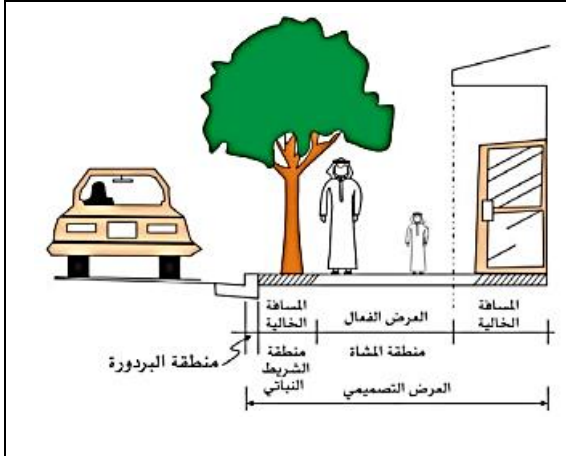 المسافة الخالية
العرض الفعال
المسافة الخالية
منطقة البردورة
منطقة الشريط النباتي
منطقة المشاة
العرض التصميمي